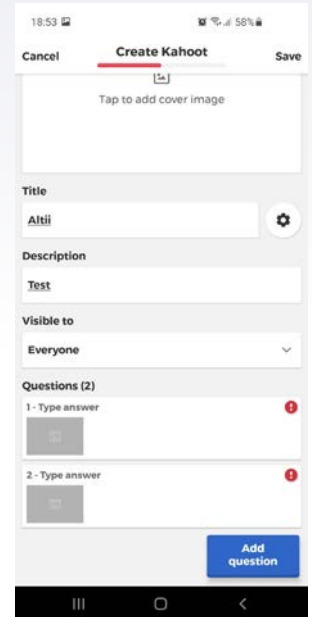 18:53 58%
Cancel Create Kahoot Save
Tap to add cover image
Title
Altii
Description
Test
Visible to
Everyone
Questions (2)
1 - Type answer
2 - Type answer
Add
question